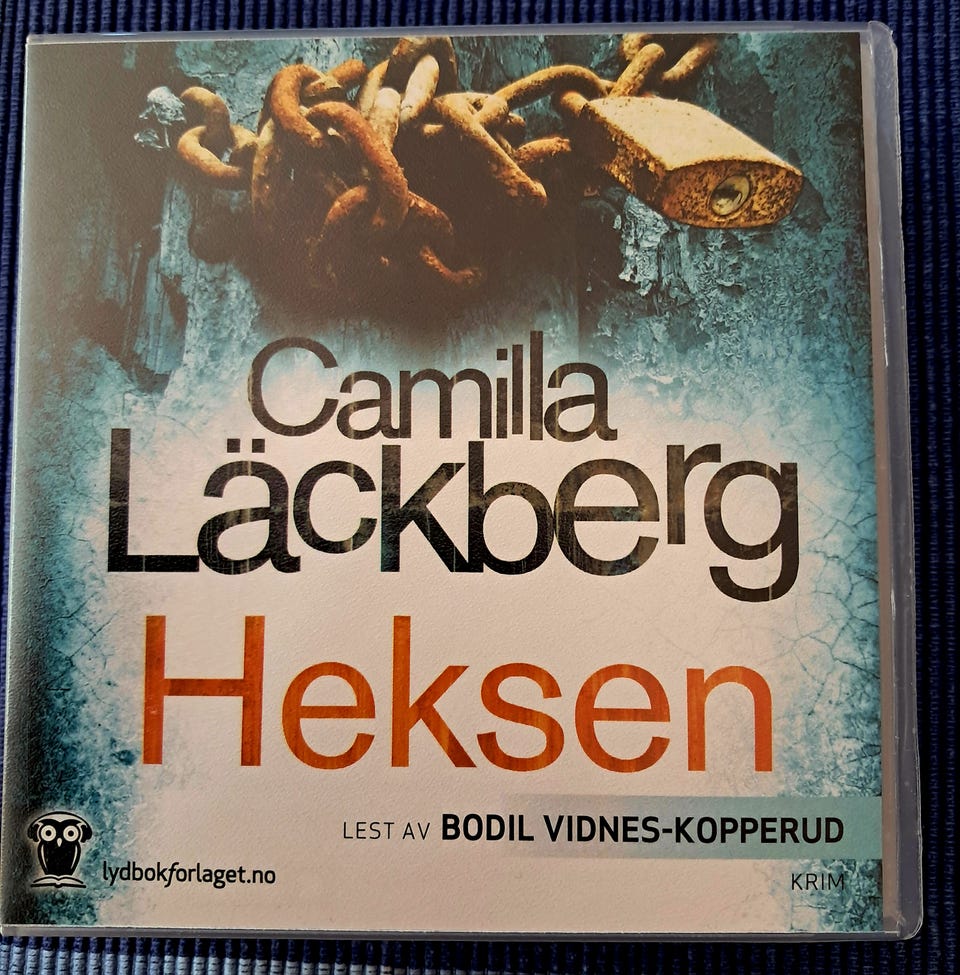 Camilla
Läckberg
Heksen
LEST AV BODIL VIDNES-KOPPERUD
lydbokforlaget.no
KRIM